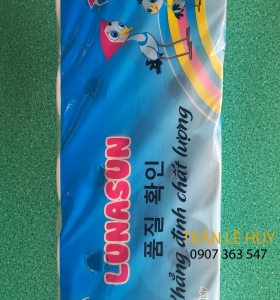 LUNASUN
품질 확인
Khẳng định chất lượng
TRẦN LÊ HUY
0907 363 547